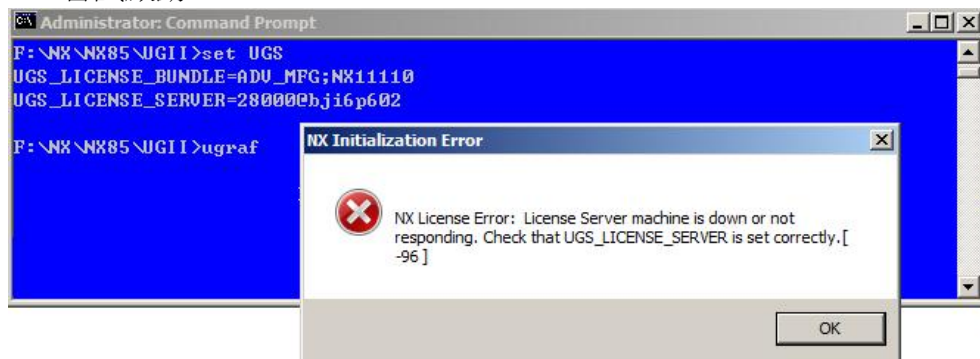 Administrator: Command Prompt
F:\NX\NX85\UGII>set UGS
UGS_LICENSE_BUNDLE=ADV_MFG;NX11110
UGS_LICENSE_SERVER=28000@bji6p602
F:\NX\NX85\UGII>ugraf
NX Initialization Error
NX License Error: License Server machine is down or not
responding. Check that UGS_LICENSE_SERVER is set correctly.[
-96 ]
OK